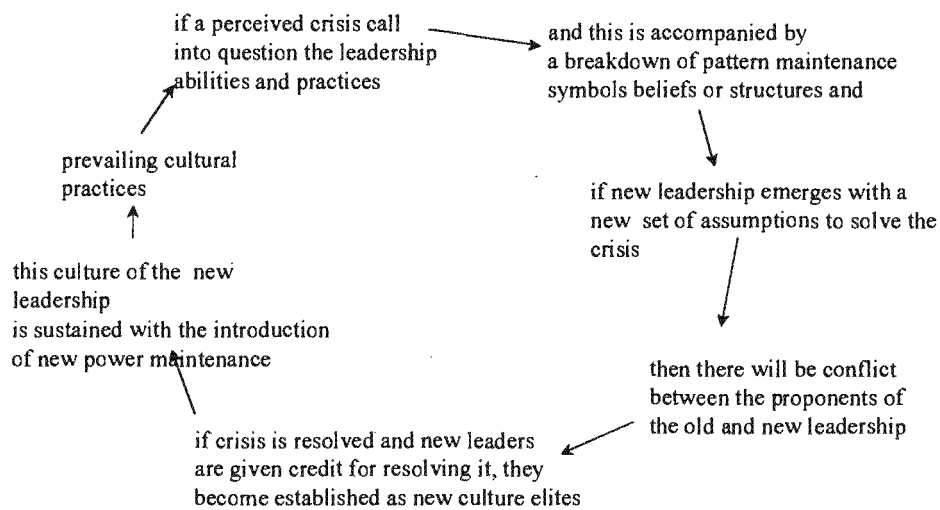 if a perceived crisis call
into question the leadership
abilities and practices
and this is accompanied by
a breakdown of pattern maintenance
symbols beliefs or structures and
if new leadership emerges with a
new set of assumptions to solve the
crisis
then there will be conflict
between the proponents of
the old and new leadership
if crisis is resolved and new leaders
are given credit for resolving it, they
become established as new culture elites
this culture of the new
leadership
is sustained with the introduction
of new power maintenance
prevailing cultural
practices